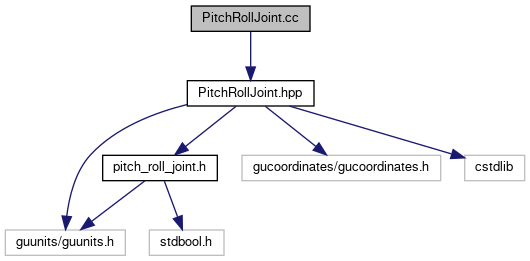 PitchRollJoint.cc
PitchRollJoint.hpp
pitch_roll_joint.h
gucoordinates/gucoordinates.h
cstdlib
guunits/guunits.h
stdbool.h